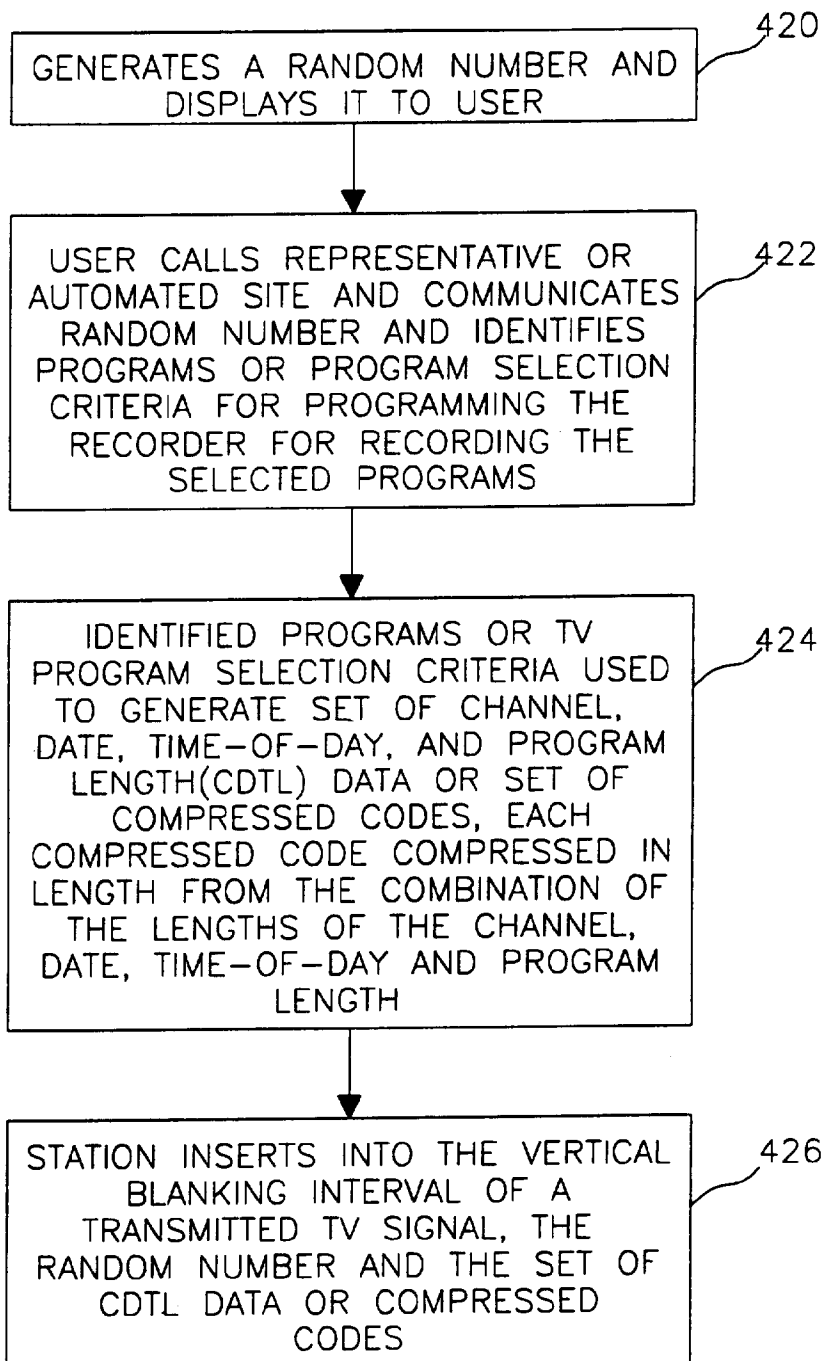 420
GENERATES A RANDOM NUMBER AND
DISPLAYS IT TO USER
422
USER CALLS REPRESENTATIVE OR
AUTOMATED SITE AND COMMUNICATES
RANDOM NUMBER AND IDENTIFIES
PROGRAMS OR PROGRAM SELECTION
CRITERIA FOR PROGRAMMING THE
RECORDER FOR RECORDING THE
SELECTED PROGRAMS
424
IDENTIFIED PROGRAMS OR TV
PROGRAM SELECTION CRITERIA USED
TO GENERATE SET OF CHANNEL,
DATE, TIME-OF-DAY, AND PROGRAM
LENGTH(CDTL) DATA OR SET OF
COMPRESSED CODES, EACH
COMPRESSED CODE COMPRESSED IN
LENGTH FROM THE COMBINATION OF
THE LENGTHS OF THE CHANNEL,
DATE, TIME-OF-DAY AND PROGRAM
LENGTH
426
STATION INSERTS INTO THE VERTICAL
BLANKING INTERVAL OF A
TRANSMITTED TV SIGNAL, THE
RANDOM NUMBER AND THE SET OF
CDTL DATA OR COMPRESSED
CODES